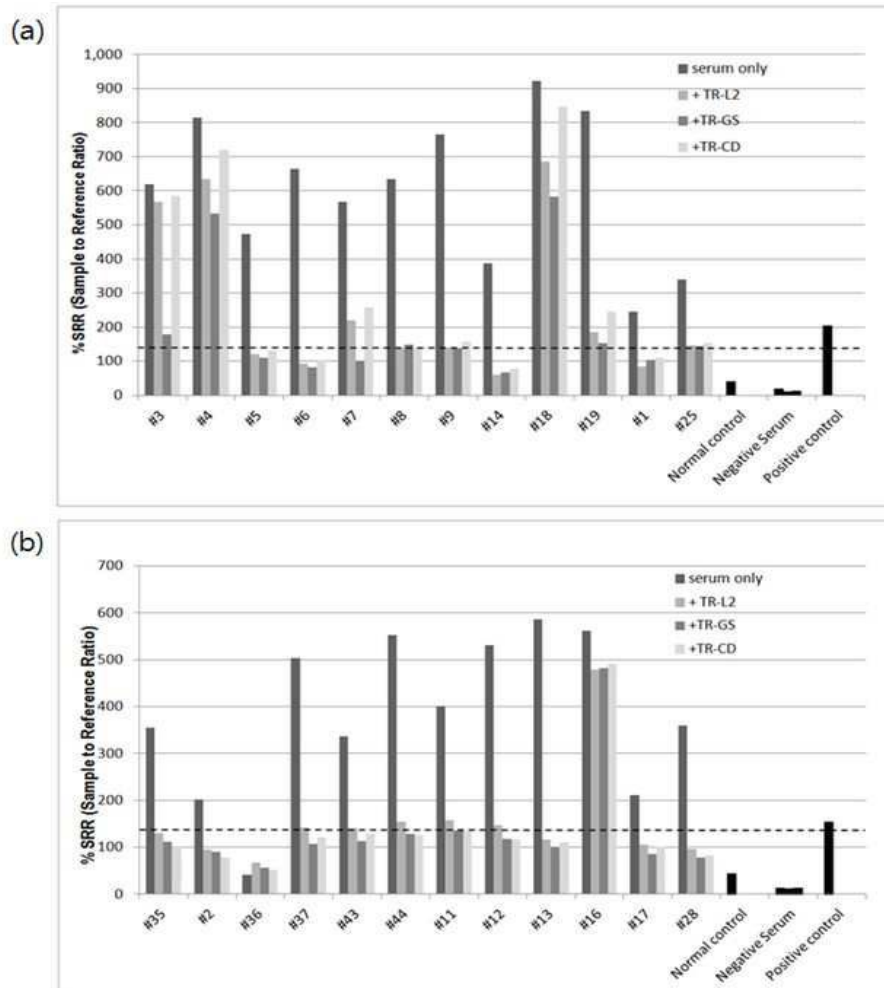 (a)
1,000
900
800
700
600
500
400
300
200
100
0
% SRR (Sample to Reference Ratio)
serum only
+ TR-L2
+TR-GS
+TR-CD
#3
#4
#5
#6
#7
#8
#9
#14
#18
#19
#1
#25
Normal control
Negative Serum
Positive control
(b)
700
600
500
400
300
200
100
0
% SRR (Sample to Reference Ratio)
serum only
+ TR-L2
+TR-GS
+TR-CD
#35
#2
#36
#37
#43
#44
#11
#12
#13
#16
#17
#28
Normal control
Negative Serum
Positive control